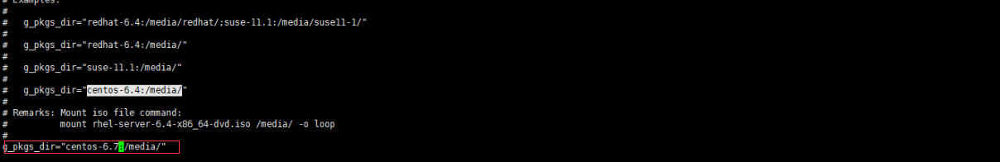 # Examples:
#
#   g_pkgs_dir="redhat-6.4:/media/redhat/;suse-11.1:/media/suse11-1/"
#
#   g_pkgs_dir="redhat-6.4:/media/"
#
#   g_pkgs_dir="suse-11.1:/media/"
#
#   g_pkgs_dir="centos-6.4:/media/"
#
# Remarks: Mount iso file command:
#          mount rhel-server-6.4-x86_64-dvd.iso /media/ -o loop
#
g_pkgs_dir="centos-6.7:/media/"